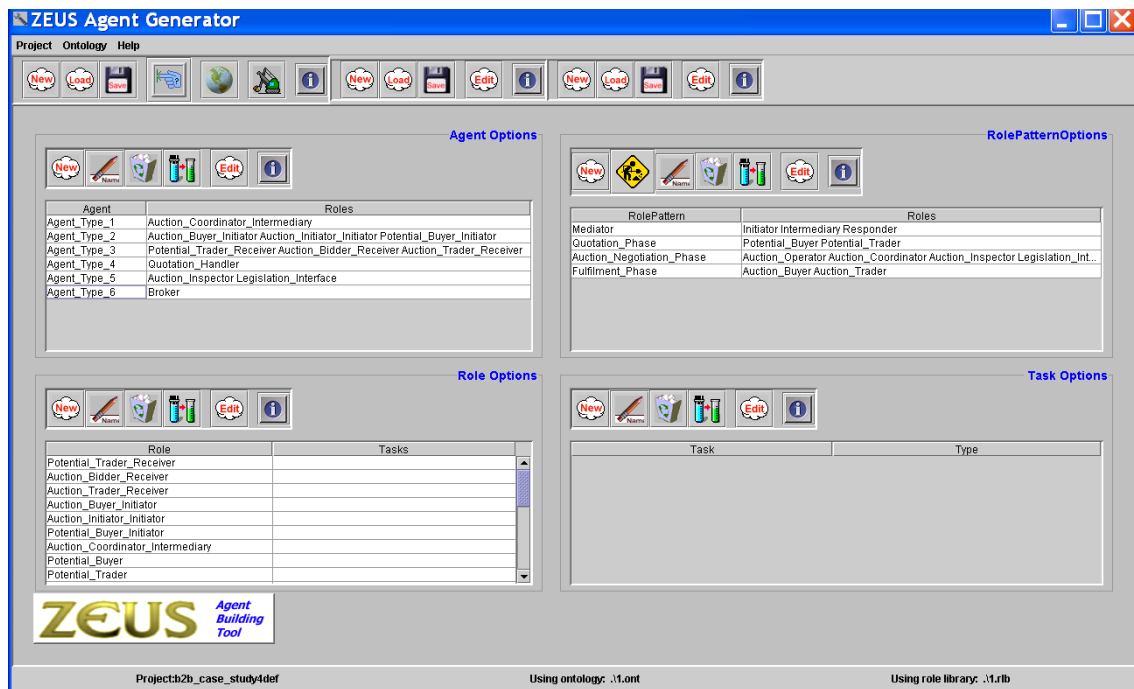 ZEUS Agent Generator
Project Ontology Help
New Load Save New Load Save Edit New Load Save Edit
Agent Options
New Name Edit
Agent Roles
Agent_Type_1 Auction_Coordinator_Intermediary
Agent_Type_2 Auction_Buyer_Initiator Auction_Initiator_Initiator Potential_Buyer_Initiator
Agent_Type_3 Potential_Trader_Receiver Auction_Bidder_Receiver Auction_Trader_Receiver
Agent_Type_4 Quotation_Handler
Agent_Type_5 Auction_Inspector Legislation_Interface
Agent_Type_6 Broker
RolePatternOptions
New Name Edit
RolePattern Roles
Mediator Initiator Intermediary Responder
Quotation_Phase Potential_Buyer Potential_Trader
Auction_Negotiation_Phase Auction_Operator Auction_Coordinator Auction_Inspector Legislation_Int...
Fulfilment_Phase Auction_Buyer Auction_Trader
Role Options
New Name Edit
Role Tasks
Potential_Trader_Receiver
Auction_Bidder_Receiver
Auction_Trader_Receiver
Auction_Buyer_Initiator
Auction_Initiator_Initiator
Potential_Buyer_Initiator
Auction_Coordinator_Intermediary
Potential_Buyer
Potential_Trader
Task Options
New Name Edit
Task Type
ZEUS
Agent
Building
Tool
Project:b2b_case_study4def Using ontology: .\1.ont Using role library: .\1.rlb